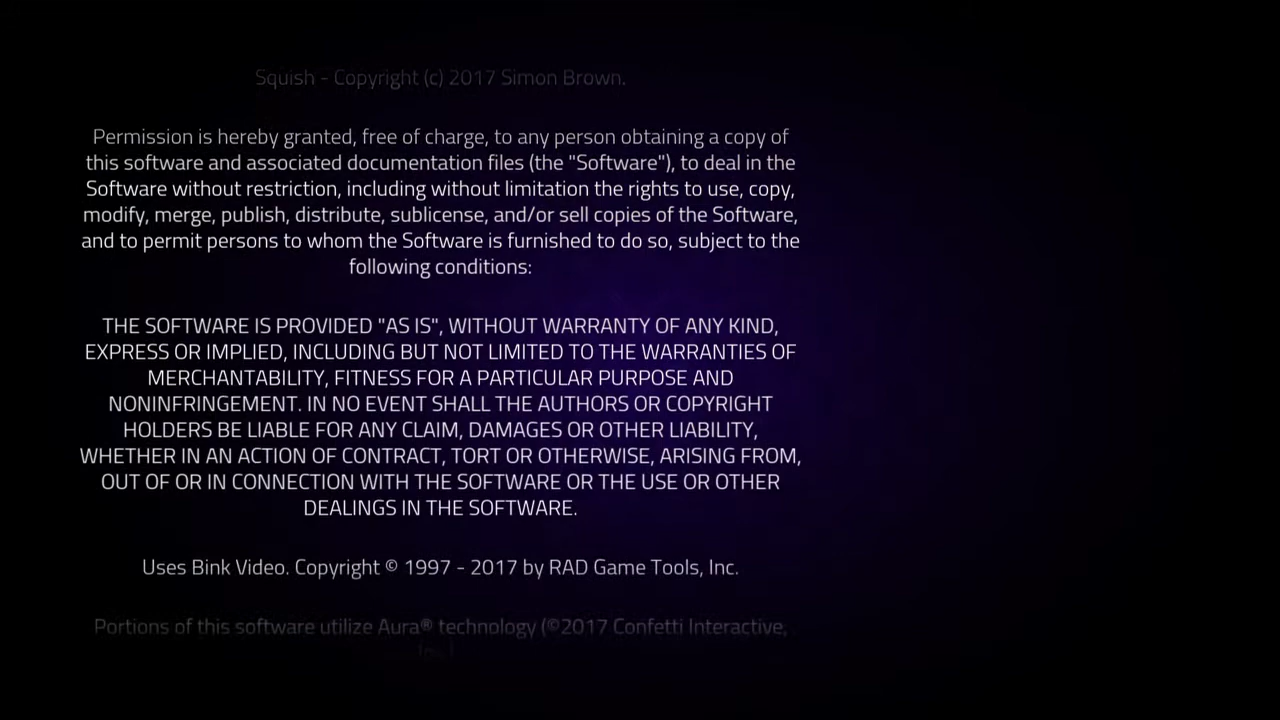 Squish - Copyright (c) 2017 Simon Brown.
Permission is hereby granted, free of charge, to any person obtaining a copy of
this software and associated documentation files (the "Software"), to deal in the
Software without restriction, including without limitation the rights to use, copy,
modify, merge, publish, distribute, sublicense, and/or sell copies of the Software,
and to permit persons to whom the Software is furnished to do so, subject to the
following conditions:
THE SOFTWARE IS PROVIDED "AS IS", WITHOUT WARRANTY OF ANY KIND,
EXPRESS OR IMPLIED, INCLUDING BUT NOT LIMITED TO THE WARRANTIES OF
MERCHANTABILITY, FITNESS FOR A PARTICULAR PURPOSE AND
NONINFRINGEMENT. IN NO EVENT SHALL THE AUTHORS OR COPYRIGHT
HOLDERS BE LIABLE FOR ANY CLAIM, DAMAGES OR OTHER LIABILITY,
WHETHER IN AN ACTION OF CONTRACT, TORT OR OTHERWISE, ARISING FROM,
OUT OF OR IN CONNECTION WITH THE SOFTWARE OR THE USE OR OTHER
DEALINGS IN THE SOFTWARE.
Uses Bink Video. Copyright © 1997 - 2017 by RAD Game Tools, Inc.
Portions of this software utilize Aura® technology (©2017 Confetti Interactive,